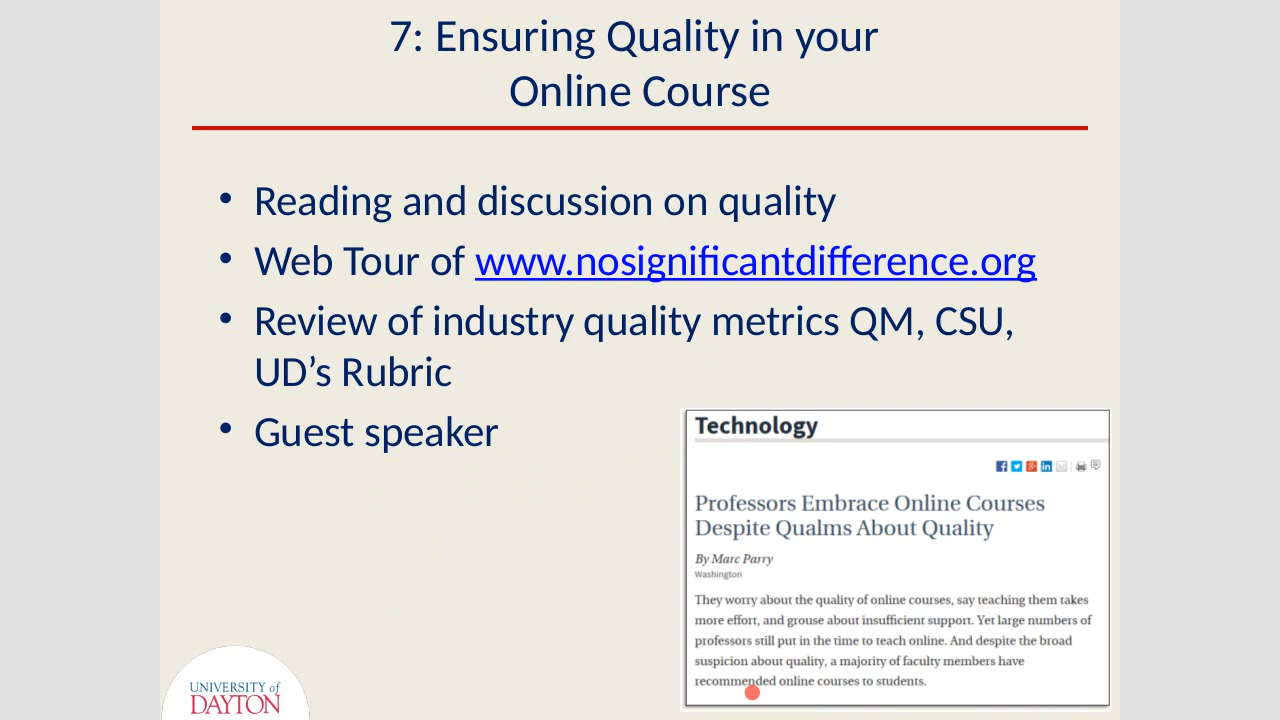 7: Ensuring Quality in your
Online Course
• Reading and discussion on quality
• Web Tour of www.nosignificantdifference.org
• Review of industry quality metrics QM, CSU,
UD’s Rubric
• Guest speaker
Technology
Professors Embrace Online Courses
Despite Qualms About Quality
By Marc Parry
Washington
They worry about the quality of online courses, say teaching them takes
more effort, and grouse about insufficient support. Yet large numbers of
professors still put in the time to teach online. And despite the broad
suspicion about quality, a majority of faculty members have
recommended online courses to students.
UNIVERSITY of
DAYTON